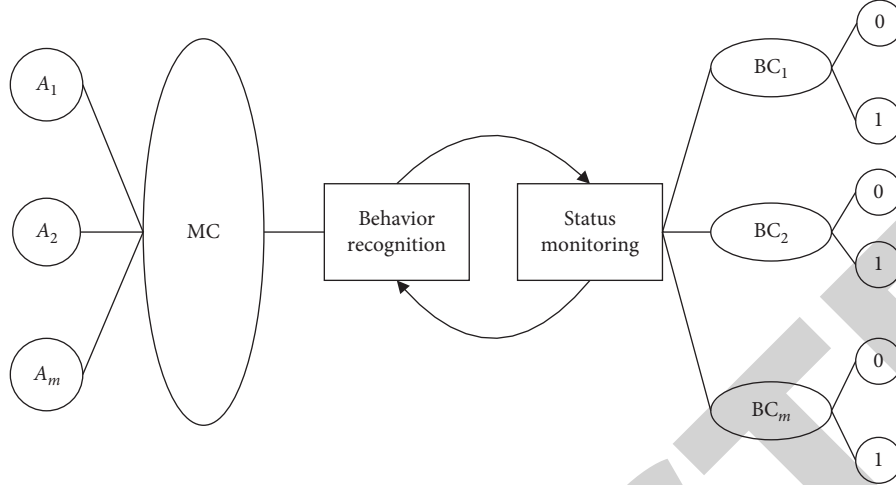 A1
A2
Am
MC
Behavior
recognition
Status
monitoring
BC1
0
1
BC2
0
1
BCm
0
1